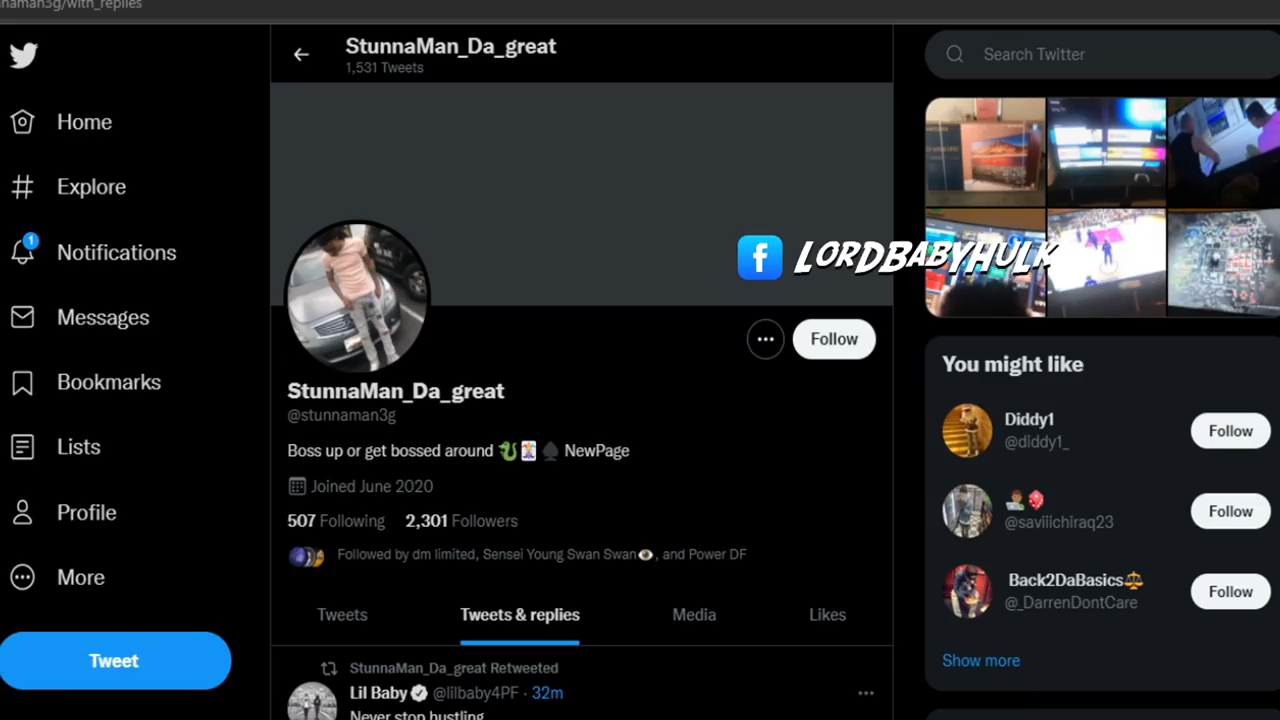 naman3g/with_replies
StunnaMan_Da_great
1,531 Tweets
Search Twitter
Home
Explore
1
Notifications
Messages
Bookmarks
Lists
Profile
More
Tweet
LORDBABYHULK
Follow
StunnaMan_Da_great
@stunnaman3g
Boss up or get bossed around NewPage
Joined June 2020
507 Following 2,301 Followers
Followed by dm limited, Sensei Young Swan Swan, and Power DF
Tweets Tweets & replies Media Likes
StunnaMan_Da_great Retweeted
Lil Baby @lilbaby4PF · 32m
Never stop hustling
You might like
Diddy1
@diddy1_
Follow
@saviiichiraq23
Follow
Back2DaBasics
@_DarrenDontCare
Follow
Show more